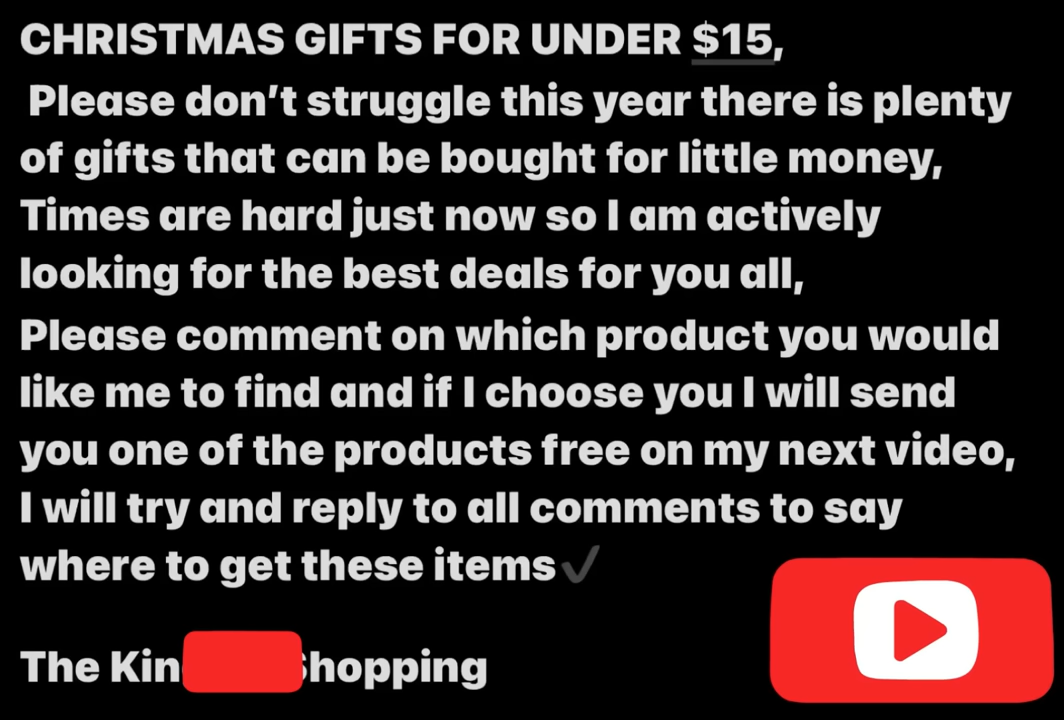 CHRISTMAS GIFTS FOR UNDER $15,
Please don’t struggle this year there is plenty
of gifts that can be bought for little money,
Times are hard just now so I am actively
looking for the best deals for you all,
Please comment on which product you would
like me to find and if I choose you I will send
you one of the products free on my next video,
I will try and reply to all comments to say
where to get these items✓
The Shopping